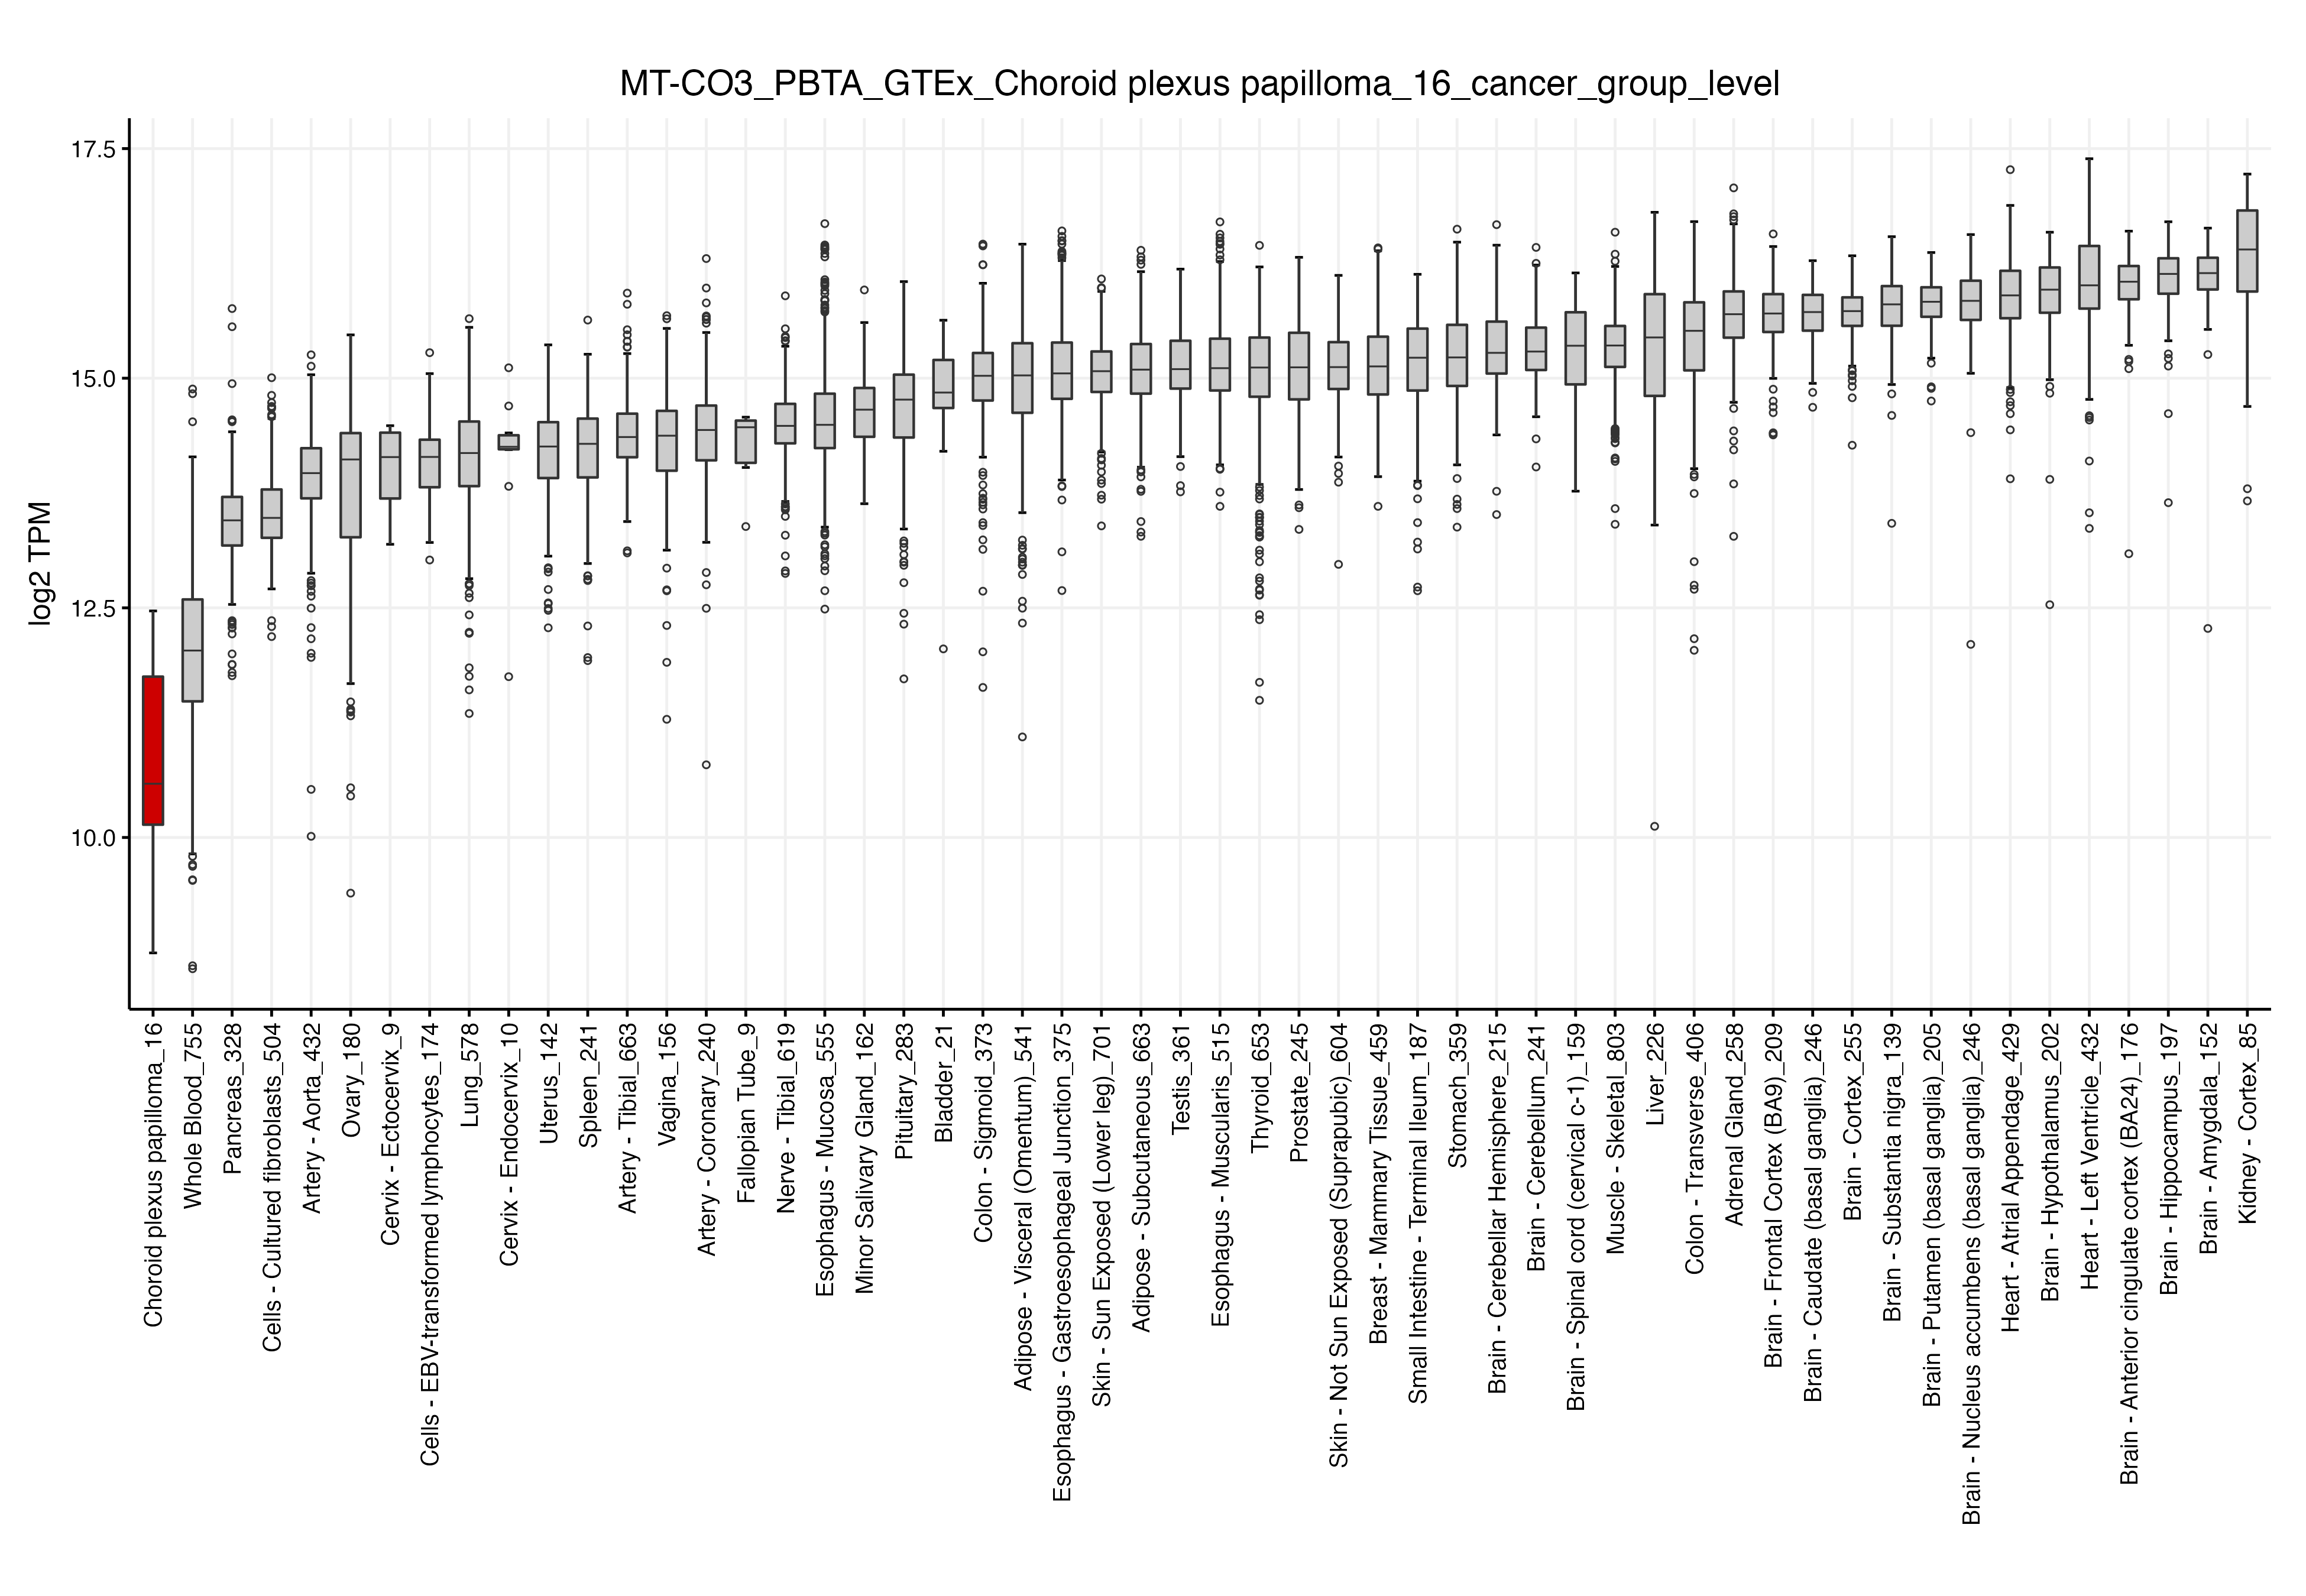 MT-CO3_PBTA_GTEx_Choroid plexus papilloma_16_cancer_group_level
log2 TPM
17.5
15.0
12.5
10.0
Choroid plexus papilloma_16
Whole Blood_755
Pancreas_328
Cells - Cultured fibroblasts_504
Artery - Aorta_432
Ovary_180
Cervix - Ectocervix_9
Cells - EBV-transformed lymphocytes_174
Lung_578
Cervix - Endocervix_10
Uterus_142
Spleen_241
Artery - Tibial_663
Vagina_156
Artery - Coronary_240
Fallopian Tube_9
Nerve - Tibial_619
Esophagus - Mucosa_555
Minor Salivary Gland_162
Pituitary_283
Bladder_21
Colon - Sigmoid_373
Adipose - Visceral (Omentum)_541
Esophagus - Gastroesophageal Junction_375
Skin - Sun Exposed (Lower leg)_701
Adipose - Subcutaneous_663
Testis_361
Esophagus - Muscularis_515
Thyroid_653
Prostate_245
Skin - Not Sun Exposed (Suprapubic)_604
Breast - Mammary Tissue_459
Small Intestine - Terminal Ileum_187
Stomach_359
Brain - Cerebellar Hemisphere_215
Brain - Cerebellum_241
Brain - Spinal cord (cervical c-1)_159
Muscle - Skeletal_803
Liver_226
Colon - Transverse_406
Adrenal Gland_258
Brain - Frontal Cortex (BA9)_209
Brain - Caudate (basal ganglia)_246
Brain - Cortex_255
Brain - Substantia nigra_139
Brain - Putamen (basal ganglia)_205
Brain - Nucleus accumbens (basal ganglia)_246
Heart - Atrial Appendage_429
Brain - Hypothalamus_202
Heart - Left Ventricle_432
Brain - Anterior cingulate cortex (BA24)_176
Brain - Hippocampus_197
Brain - Amygdala_152
Kidney - Cortex_85